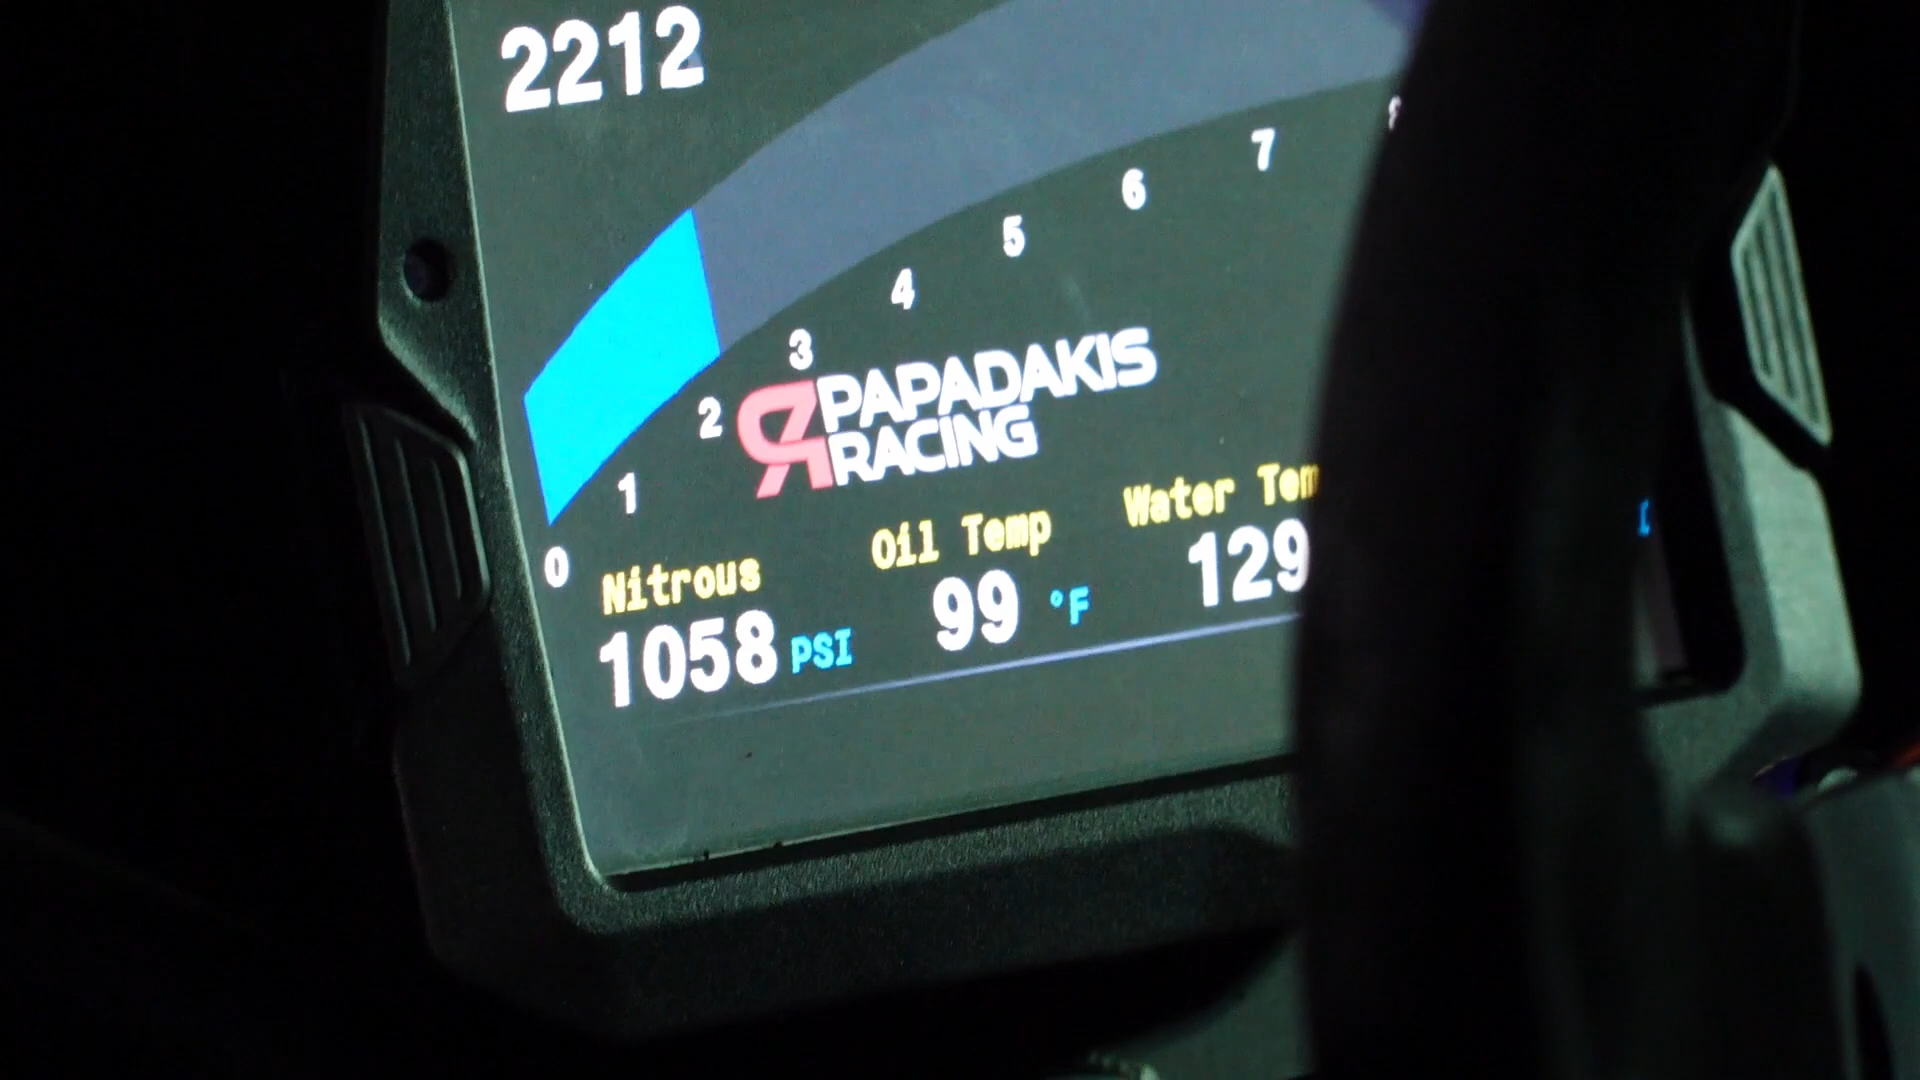 2212
7
6
5
4
3
2
1
0
PAPADAKIS
RACING
Nitrous Oil Temp Water
1058 PSI 99 °F 129